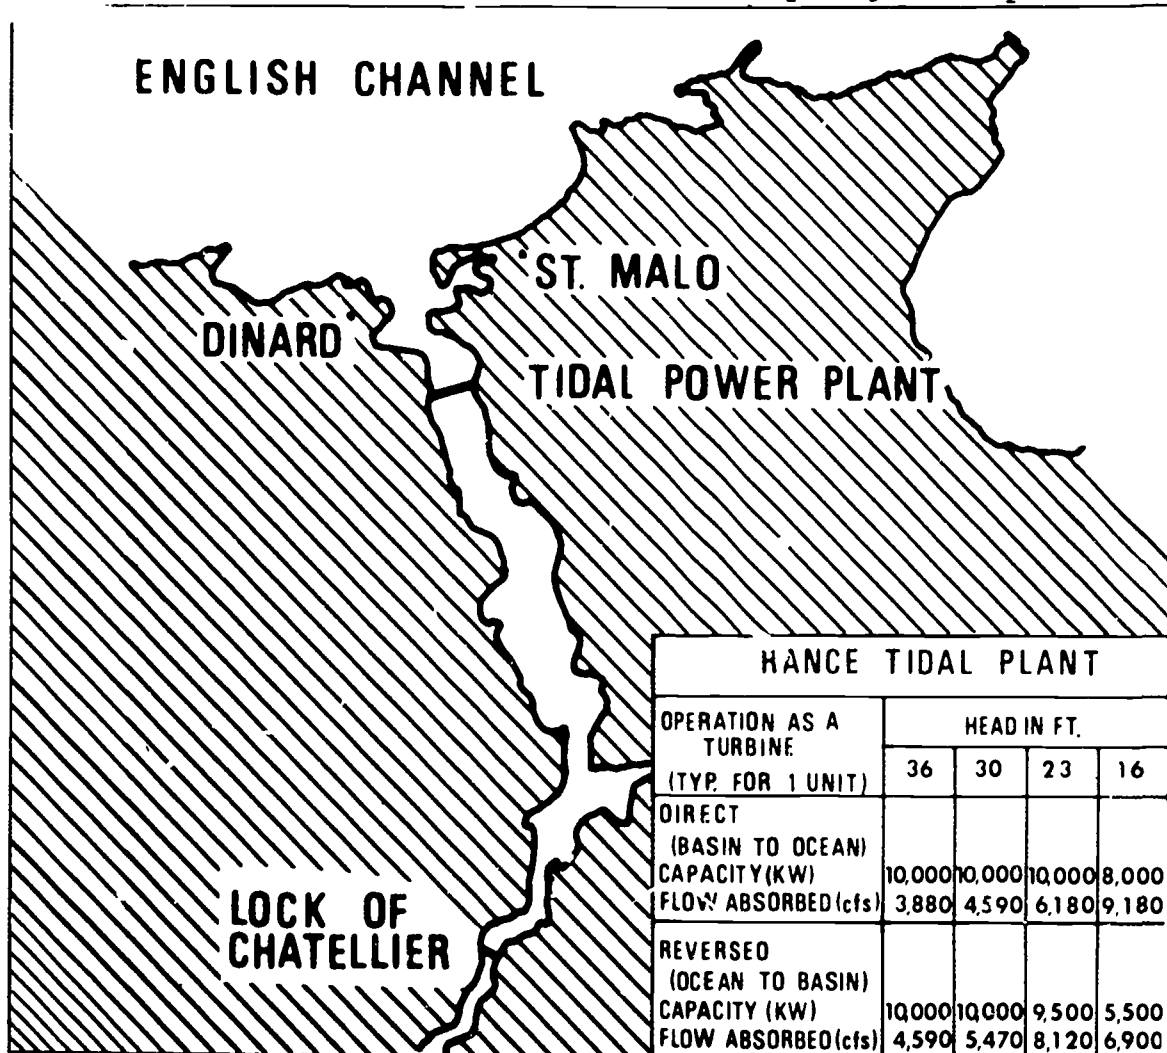 ENGLISH CHANNEL
ST. MALO
DINARD
TIDAL POWER PLANT
LOCK OF
CHATELLIER
HANCE TIDAL PLANT
OPERATION AS A
TURBINE
(TYP. FOR 1 UNIT)
HEAD IN FT.
36 30 23 16
DIRECT
(BASIN TO OCEAN)
CAPACITY (KW) 10,000 10,000 10,000 8,000
FLOW ABSORBED (cfs) 3,880 4,590 6,180 9,180
REVERSED
(OCEAN TO BASIN)
CAPACITY (KW) 10,000 10,000 9,500 5,500
FLOW ABSORBED (cfs) 4,590 5,470 8,120 6,900